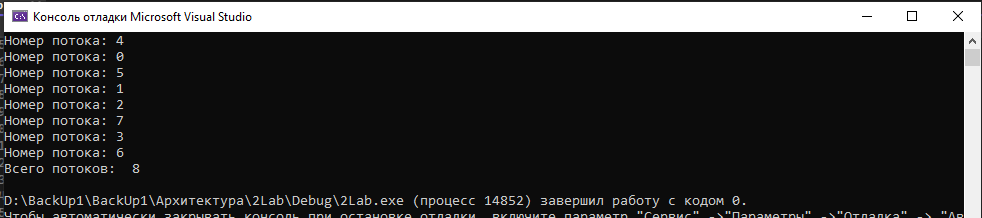 Консоль отладки Microsoft Visual Studio
Номер потока: 4
Номер потока: 0
Номер потока: 5
Номер потока: 1
Номер потока: 2
Номер потока: 7
Номер потока: 3
Номер потока: 6
Всего потоков:  8
D:\BackUp1\BackUp1\Архитектура\2Lab\Debug\2Lab.exe (процесс 14852) завершил работу с кодом 0.
Чтобы автоматически закрывать консоль при остановке отладки, включите параметр "Сервис" ->"Параметры" ->"Отладка" -> "Ав